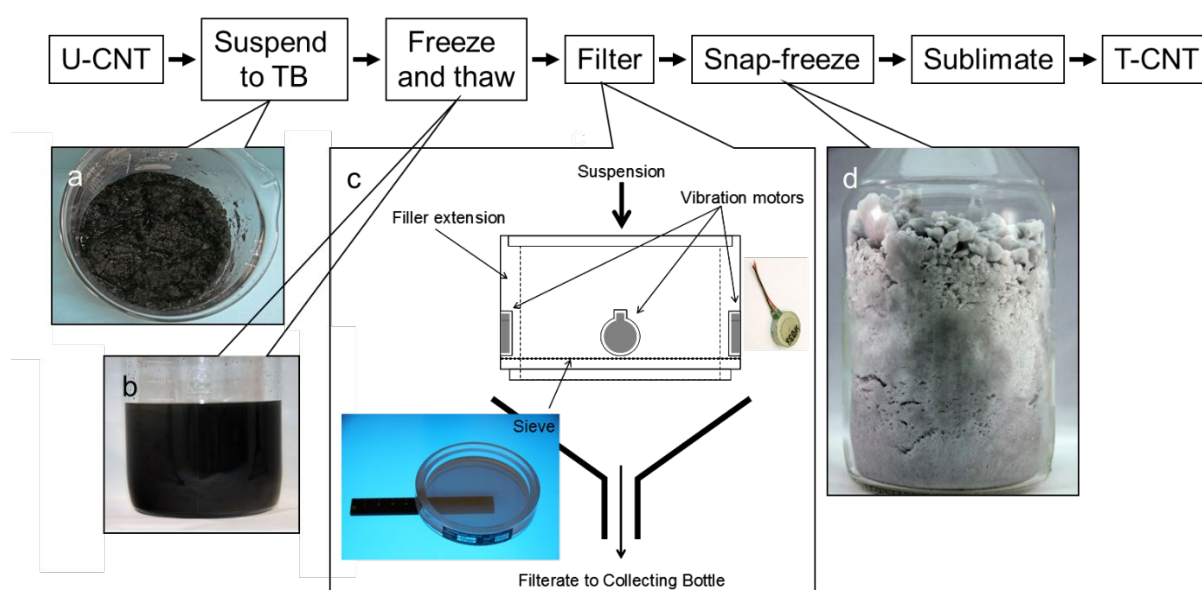 U-CNT
Suspend
to TB
Freeze
and thaw
Filter
Snap-freeze
Sublimate
T-CNT
a
b
c
Suspension
Filler extension
Vibration motors
Sieve
Filterate to Collecting Bottle
d